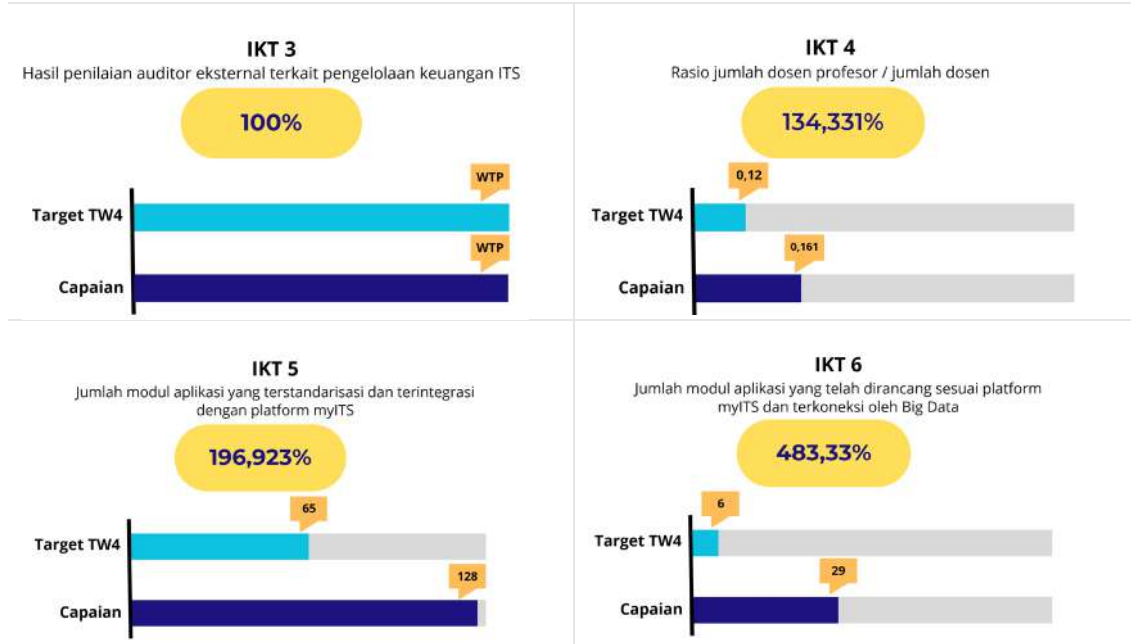 IKT 3
Hasil penilaian auditor eksternal terkait pengelolaan keuangan ITS
100%
WTP
Target TW4
WTP
Capaian
IKT 4
Rasio jumlah dosen profesor / jumlah dosen
134,331%
0,12
Target TW4
0,161
Capaian
IKT 5
Jumlah modul aplikasi yang terstandarisasi dan terintegrasi
dengan platform myITS
196,923%
65
Target TW4
128
Capaian
IKT 6
Jumlah modul aplikasi yang telah dirancang sesuai platform
myITS dan terkoneksi oleh Big Data
483,33%
6
Target TW4
29
Capaian